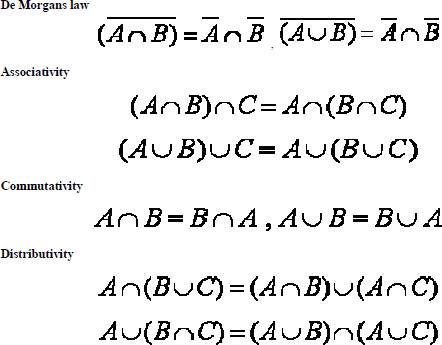 De Morgans law
(A̅ ̅∩̅ ̅B̅) = A̅ ∩ B̅ , (A̅ ̅∪̅ ̅B̅) = A̅ ∩ B̅
Associativity
(A∩B)∩C = A∩(B∩C)
(A∪B)∪C = A∪(B∪C)
Commutativity
A∩B = B∩A , A∪B = B∪A
Distributivity
A∩(B∪C) = (A∩B)∪(A∩C)
A∪(B∩C) = (A∪B)∩(A∪C)